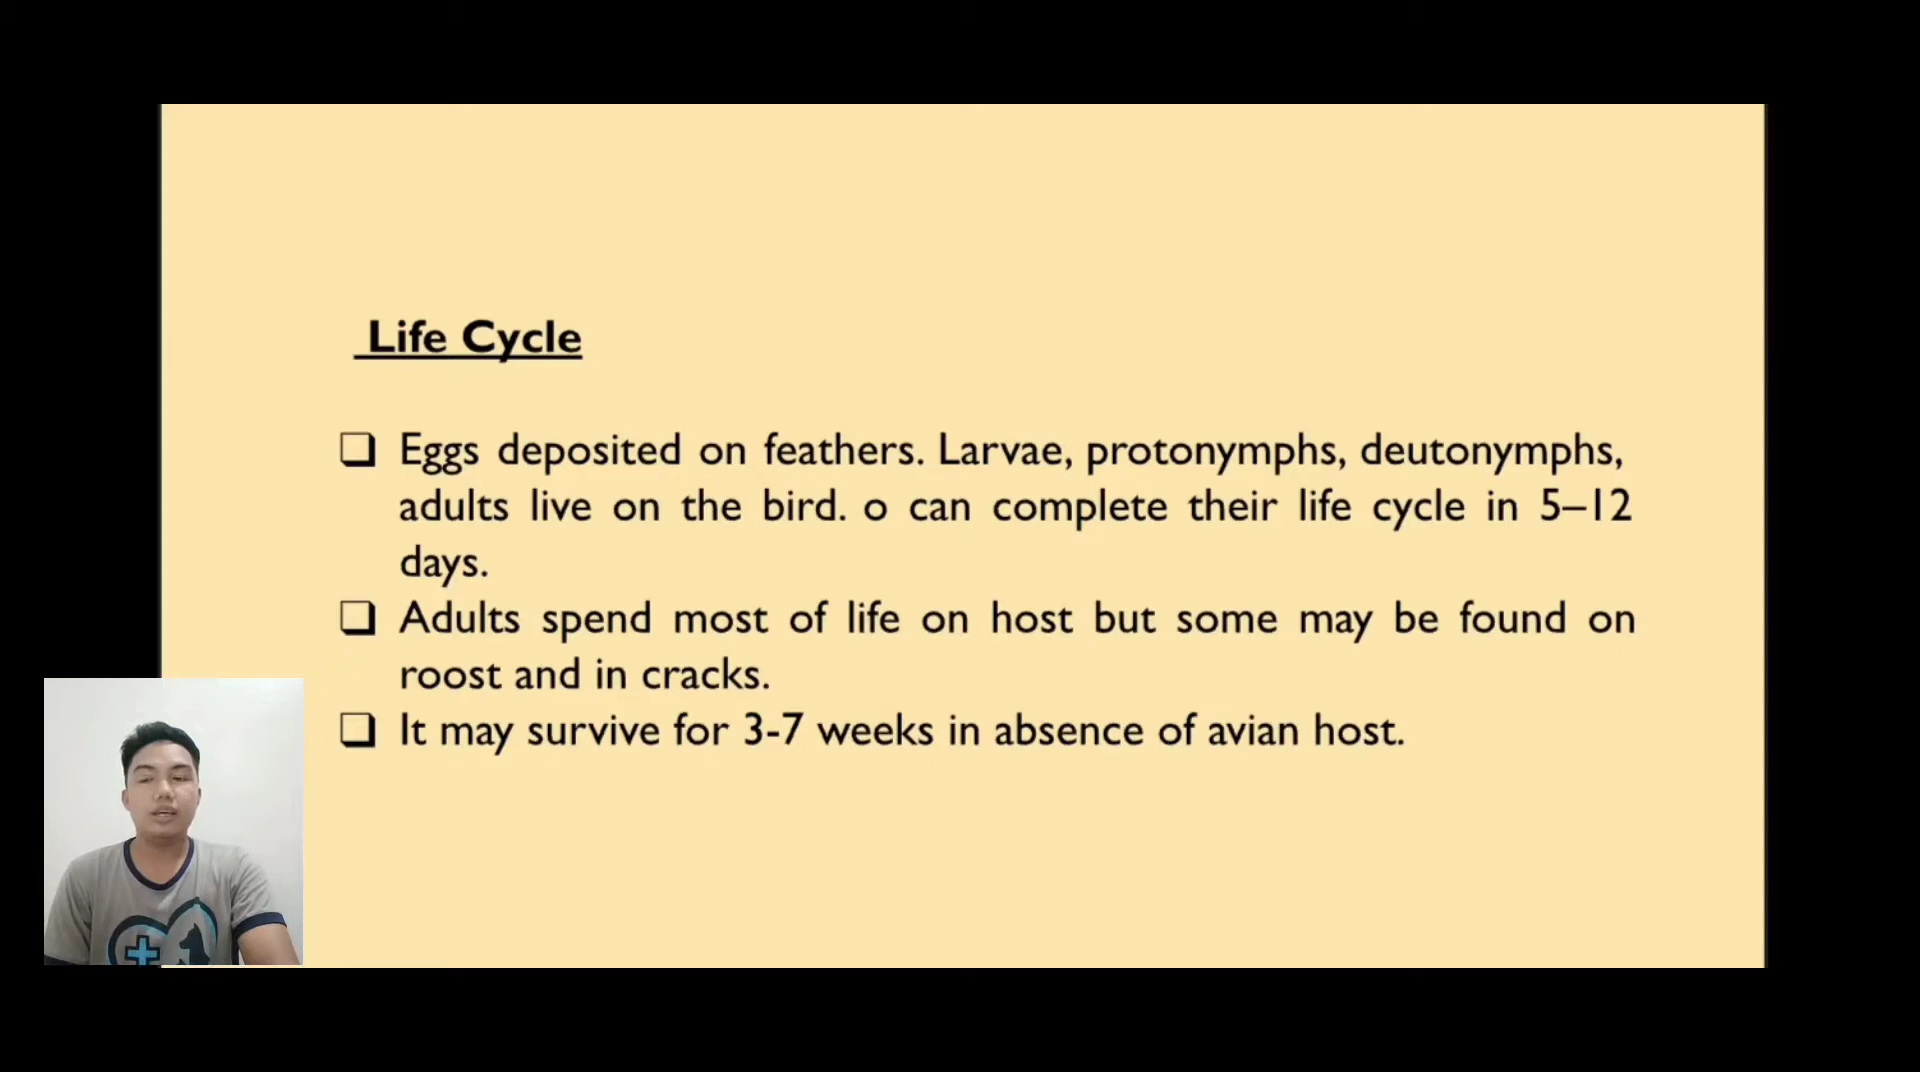 Life Cycle
❑ Eggs deposited on feathers. Larvae, protonymphs, deutonymphs,
adults live on the bird. o can complete their life cycle in 5–12
days.
❑ Adults spend most of life on host but some may be found on
roost and in cracks.
❑ It may survive for 3-7 weeks in absence of avian host.